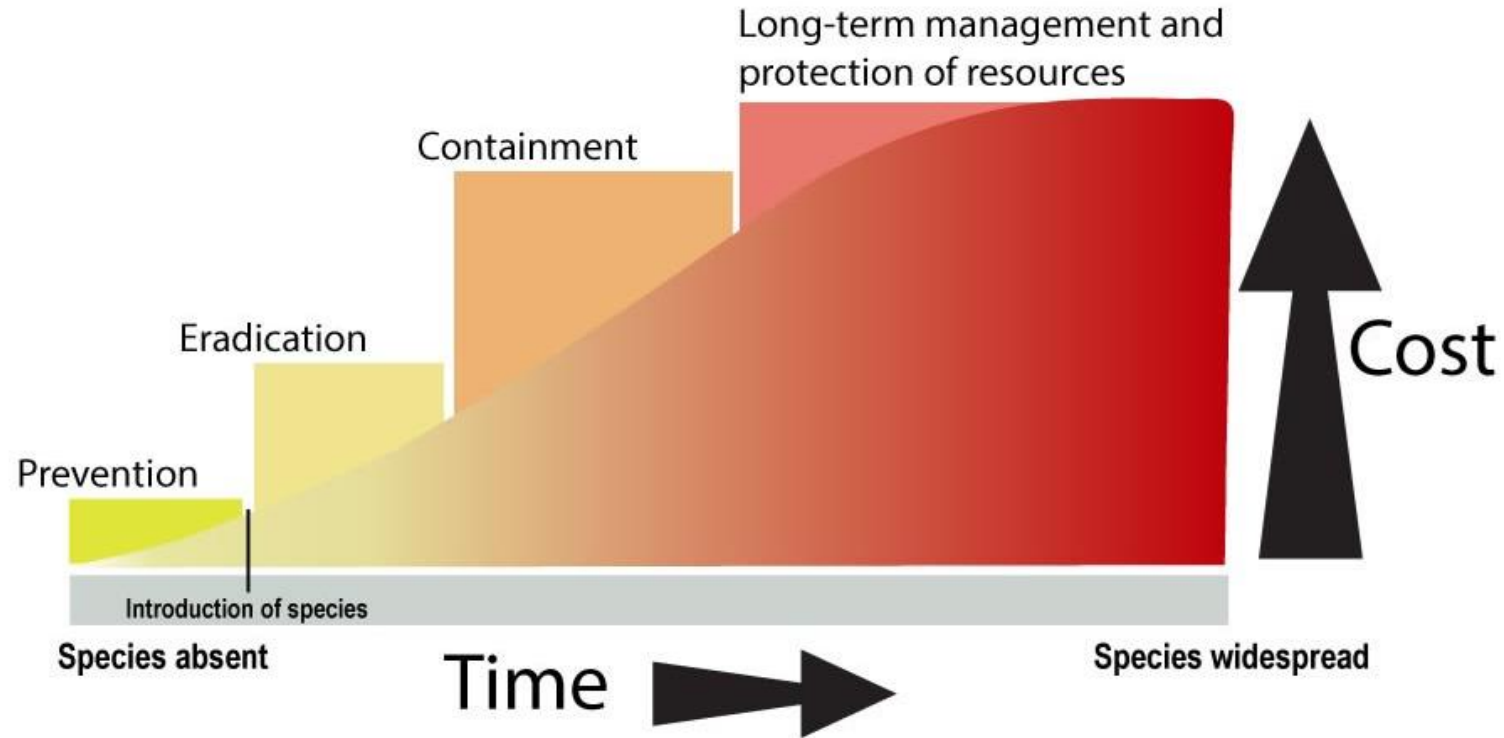 Long-term management and
protection of resources
Containment
Eradication
Prevention
Cost
Introduction of species
Species absent
Time
Species widespread